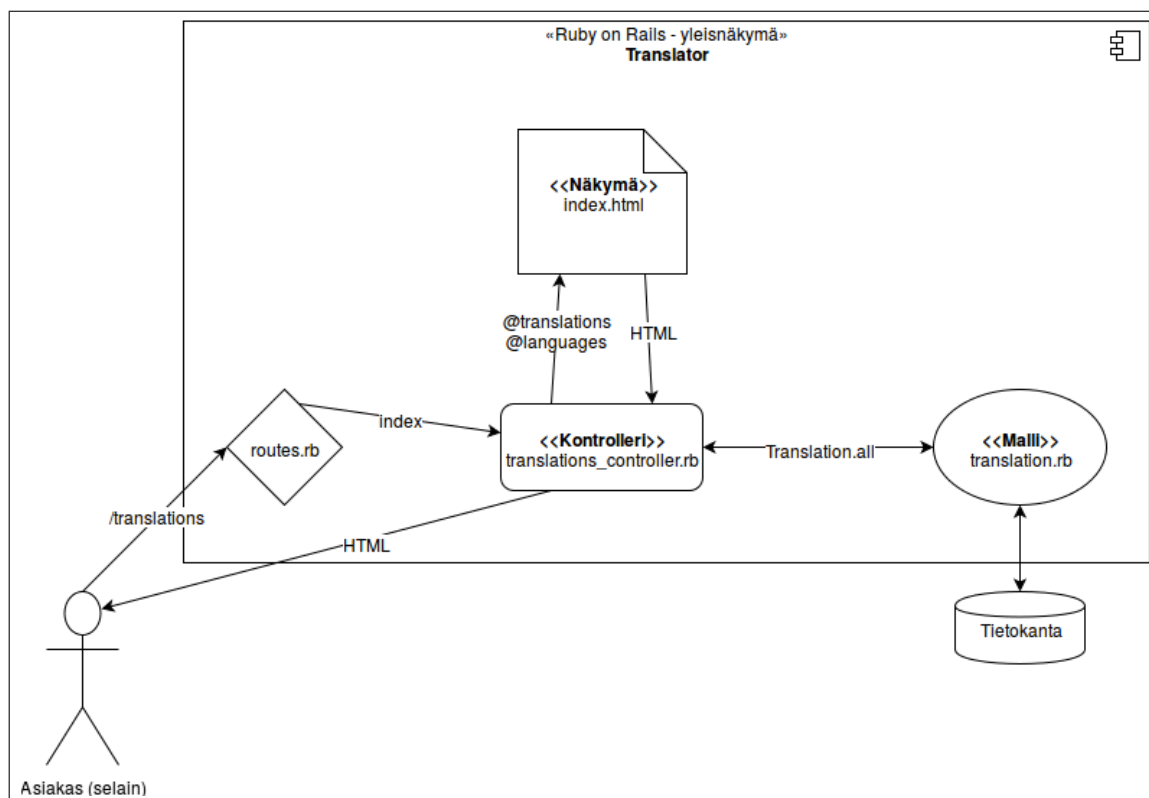 «Ruby on Rails - yleisnäkymä»
Translator
<<Näkymä>>
index.html
@translations
@languages
HTML
index
routes.rb
<<Kontrolleri>>
translations_controller.rb
Translation.all
<<Malli>>
translation.rb
/translations
HTML
Tietokanta
Asiakas (selain)